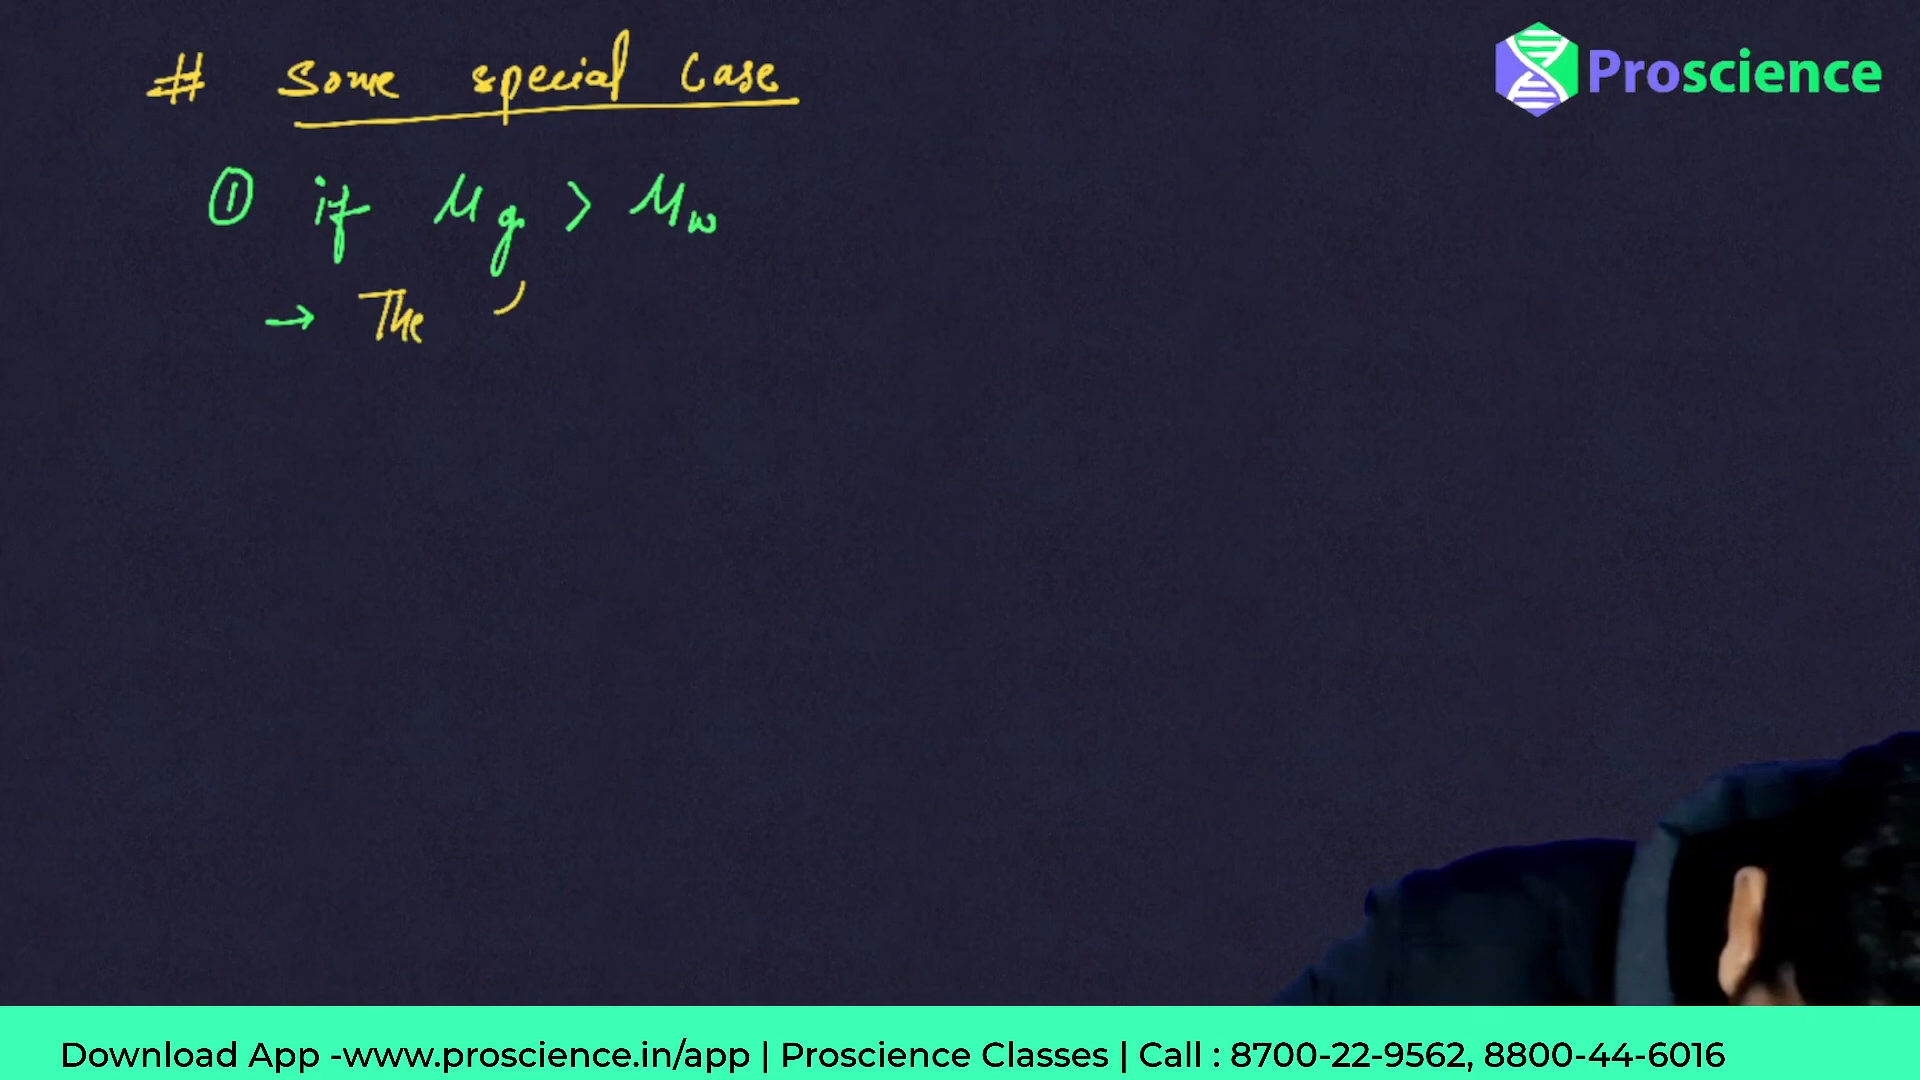 # Some special Case
Proscience
① if μg > μw
→ The
Download App -www.proscience.in/app | Proscience Classes | Call : 8700-22-9562, 8800-44-6016